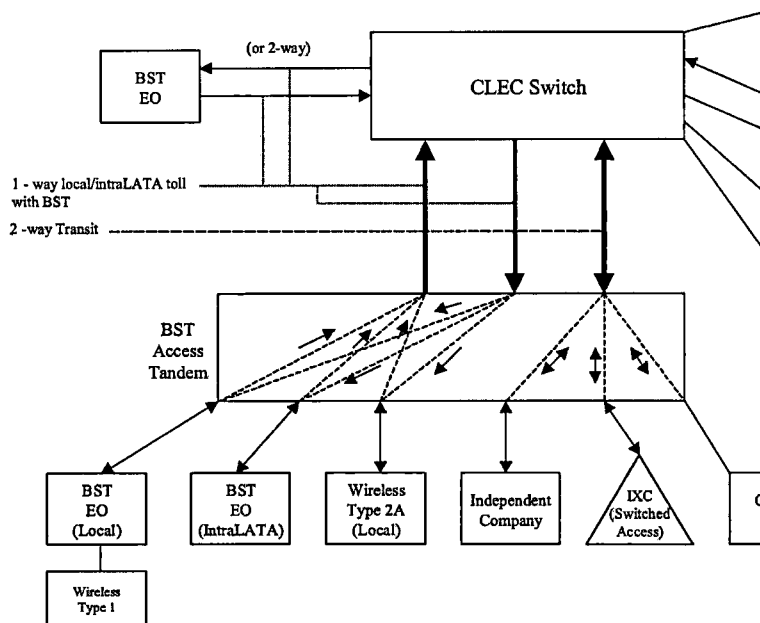 (or 2-way)
BST
EO
CLEC Switch
1 - way local/intraLATA toll
with BST
2 -way Transit
BST
Access
Tandem
BST
EO
(Local)
BST
EO
(IntraLATA)
Wireless
Type 2A
(Local)
Independent
Company
IXC
(Switched
Access)
Wireless
Type 1